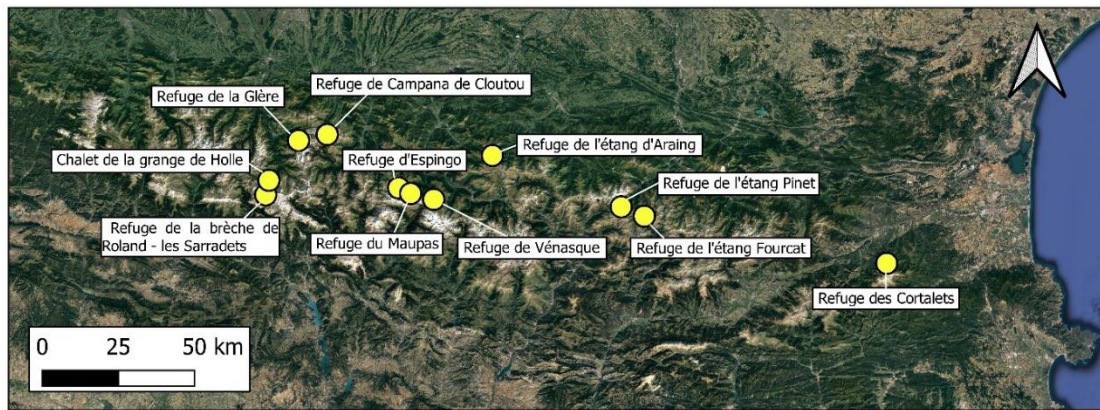 Refuge de Campana de Cloutou
Refuge de la Glère
Refuge de l'étang d'Araing
Chalet de la grange de Holle
Refuge d'Espingo
Refuge de l'étang Pinet
Refuge de la brèche de
Roland - les Sarradets
Refuge du Maupas
Refuge de Vénasque
Refuge de l'étang Fourcat
Refuge des Cortalets
0 25 50 km